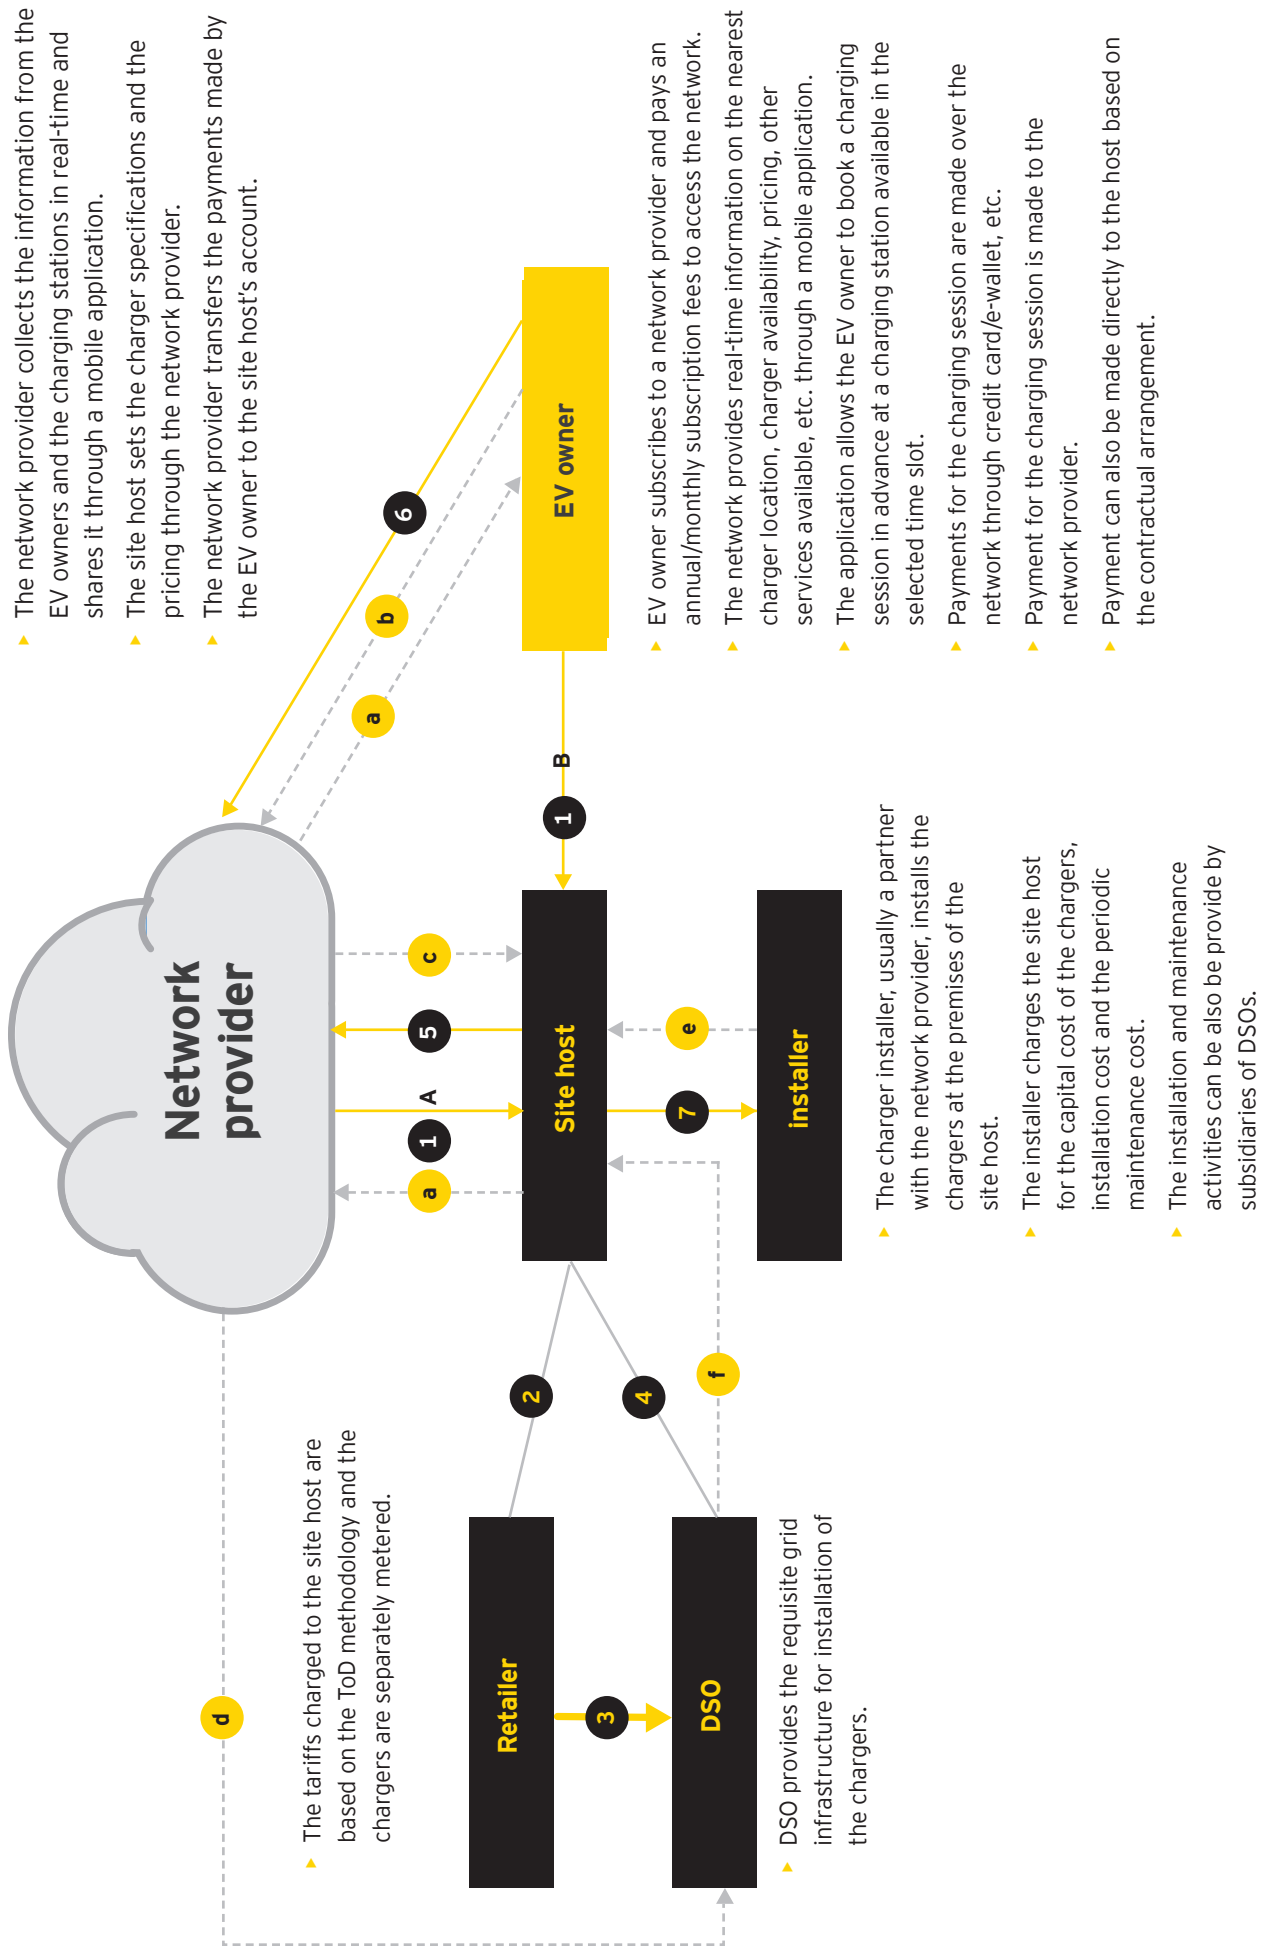 The network provider collects the information from the
EV owners and the charging stations in real-time and
shares it through a mobile application.
The site host sets the charger specifications and the
pricing through the network provider.
The network provider transfers the payments made by
the EV owner to the site host's account.
Network
provider
6
b
a
d
The tariffs charged to the site host are
based on the ToD methodology and the
chargers are separately metered.
a
1
A
5
c
Retailer
2
Site host
1
B
EV owner
3
4
7
e
DSO
f
installer
DSO provides the requisite grid
infrastructure for installation of
the chargers.
The charger installer, usually a partner
with the network provider, installs the
chargers at the premises of the
site host.
The installer charges the site host
for the capital cost of the chargers,
installation cost and the periodic
maintenance cost.
The installation and maintenance
activities can be also be provide by
subsidiaries of DSOs.
EV owner subscribes to a network provider and pays an
annual/monthly subscription fees to access the network.
The network provides real-time information on the nearest
charger location, charger availability, pricing, other
services available, etc. through a mobile application.
The application allows the EV owner to book a charging
session in advance at a charging station available in the
selected time slot.
Payments for the charging session are made over the
network through credit card/e-wallet, etc.
Payment for the charging session is made to the
network provider.
Payment can also be made directly to the host based on
the contractual arrangement.